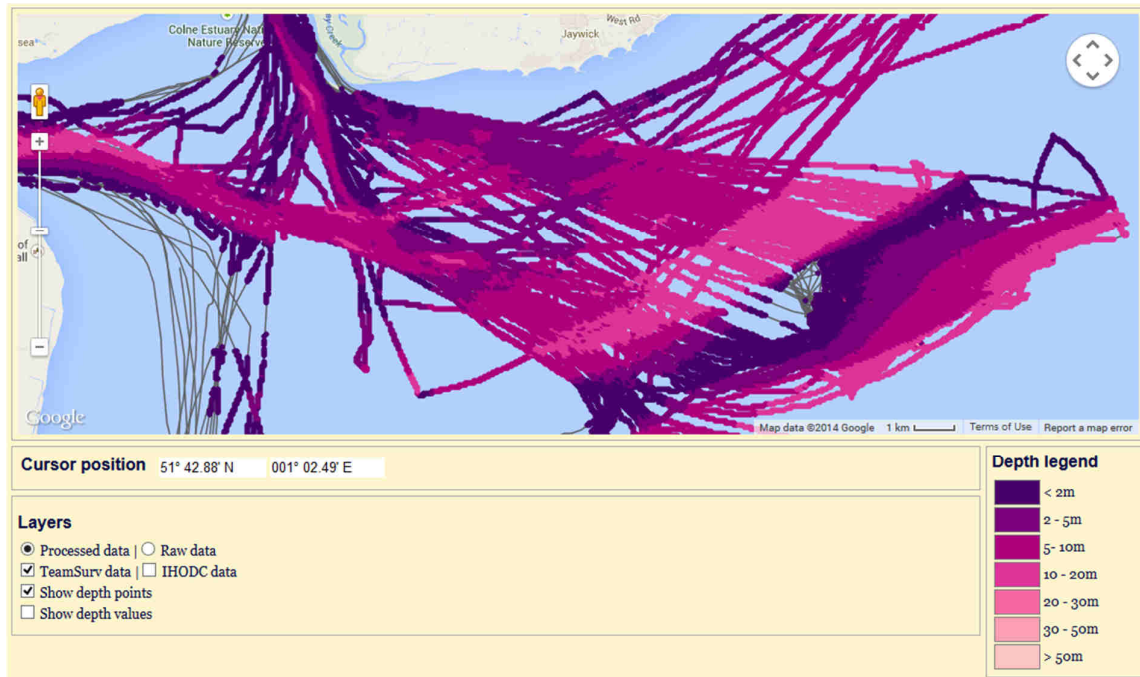 Colne Estuary Nati
Nature Reserve
West Rd
Jaywick
sea
of
all
Google
Map data ©2014 Google 1 km Terms of Use Report a map error
Cursor position 51° 42.88' N 001° 02.49' E
Depth legend
< 2m
2 - 5m
5- 10m
10 - 20m
20 - 30m
30 - 50m
> 50m
Layers
Processed data | Raw data
TeamSurv data | IHODC data
Show depth points
Show depth values